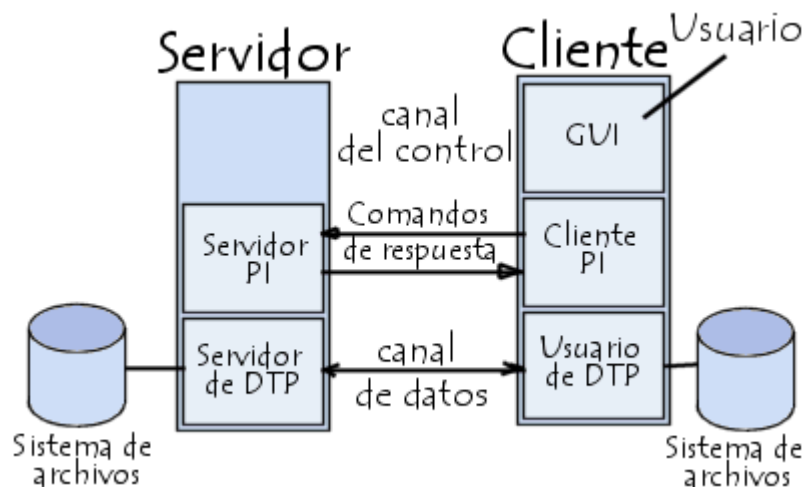 Servidor
Cliente
Usuario
canal
del control
GUI
Comandos
de respuesta
Servidor
PI
Cliente
PI
Servidor
de DTP
canal
de datos
Usuario
de DTP
Sistema de
archivos
Sistema de
archivos